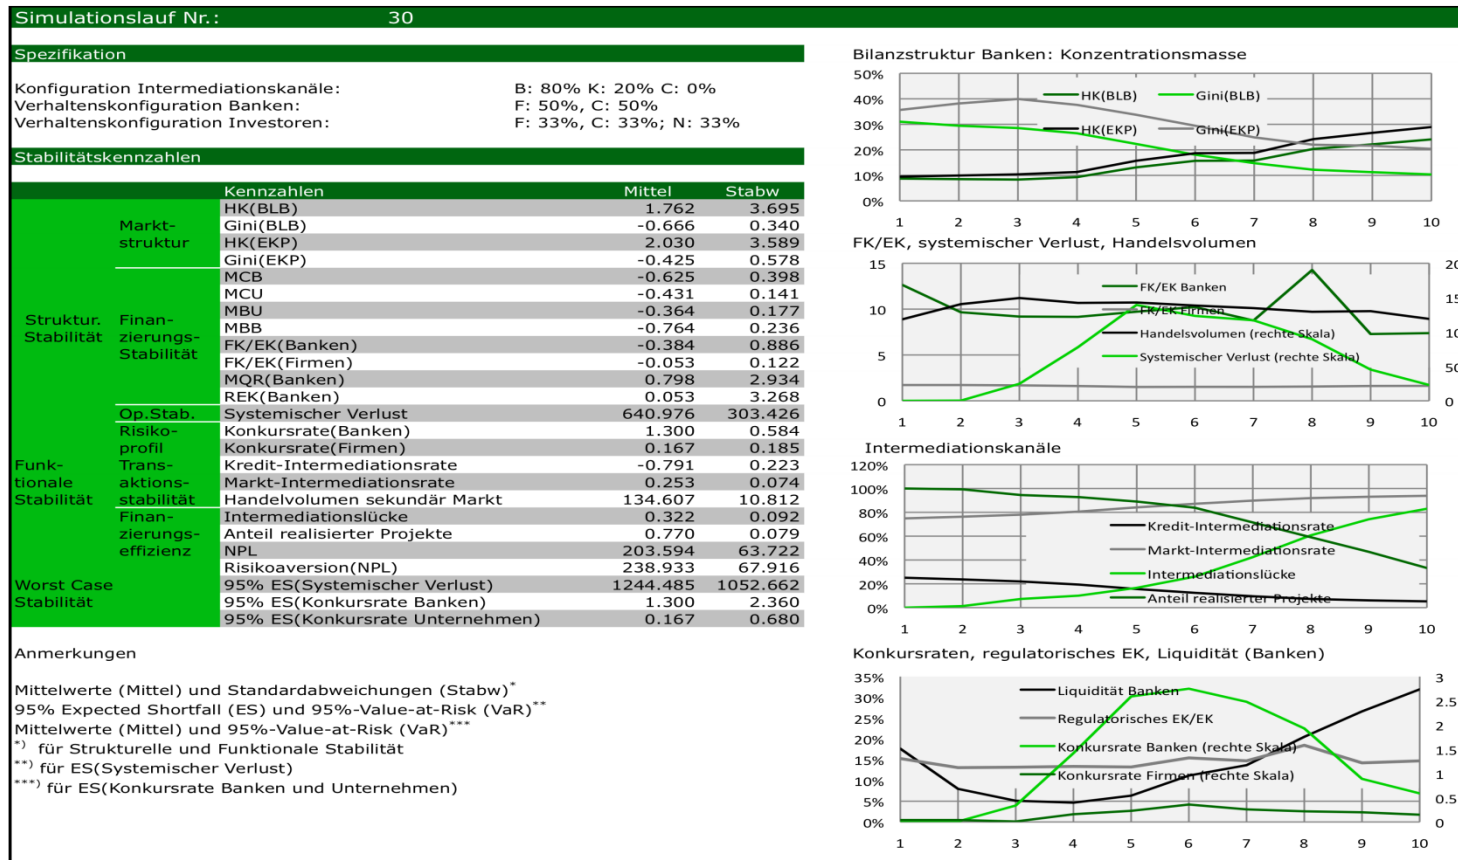 Simulationslauf Nr.: 30
Spezifikation
Konfiguration Intermediationskanäle: B: 80% K: 20% C: 0%
Verhaltenskonfiguration Banken: F: 50%, C: 50%
Verhaltenskonfiguration Investoren: F: 33%, C: 33%; N: 33%
Stabilitätskennzahlen
Kennzahlen Mittel Stabw
Struktur. Stabilität
Markt-struktur
HK(BLB) 1.762 3.695
Gini(BLB) -0.666 0.340
HK(EKP) 2.030 3.589
Gini(EKP) -0.425 0.578
Finan-zierungs-Stabilität
MCB -0.625 0.398
MCU -0.431 0.141
MBU -0.364 0.177
MBB -0.764 0.236
FK/EK(Banken) -0.384 0.886
FK/EK(Firmen) -0.053 0.122
MQR(Banken) 0.798 2.934
REK(Banken) 0.053 3.268
Op.Stab. Systemischer Verlust 640.976 303.426
Risiko-profil
Konkursrate(Banken) 1.300 0.584
Konkursrate(Firmen) 0.167 0.185
Funk-tionale Stabilität
Trans-aktions-stabilität
Kredit-Intermediationsrate -0.791 0.223
Markt-Intermediationsrate 0.253 0.074
Handelvolumen sekundär Markt 134.607 10.812
Finan-zierungs-effizienz
Intermediationslücke 0.322 0.092
Anteil realisierter Projekte 0.770 0.079
NPL 203.594 63.722
Risikoaversion(NPL) 238.933 67.916
Worst Case Stabilität
95% ES(Systemischer Verlust) 1244.485 1052.662
95% ES(Konkursrate Banken) 1.300 2.360
95% ES(Konkursrate Unternehmen) 0.167 0.680
Anmerkungen
Mittelwerte (Mittel) und Standardabweichungen (Stabw)*
95% Expected Shortfall (ES) und 95%-Value-at-Risk (VaR)**
Mittelwerte (Mittel) und 95%-Value-at-Risk (VaR)***
*) für Strukturelle und Funktionale Stabilität
**) für ES(Systemischer Verlust)
***) für ES(Konkursrate Banken und Unternehmen)
Bilanzstruktur Banken: Konzentrationsmasse
50%
40%
30%
20%
10%
0%
HK(BLB) Gini(BLB)
HK(EKP) Gini(EKP)
1 2 3 4 5 6 7 8 9 10
FK/EK, systemischer Verlust, Handelsvolumen
15
10
5
0
FK/EK Banken
FK/EK Firmen
Handelsvolumen (rechte Skala)
Systemischer Verlust (rechte Skala)
20
15
10
50
0
1 2 3 4 5 6 7 8 9 10
Intermediationskanäle
120%
100%
80%
60%
40%
20%
0%
Kredit-Intermediationsrate
Markt-Intermediationsrate
Intermediationslücke
Anteil realisierter Projekte
1 2 3 4 5 6 7 8 9 10
Konkursraten, regulatorisches EK, Liquidität (Banken)
35%
30%
25%
20%
15%
10%
5%
0%
Liquidität Banken
Regulatorisches EK/EK
Konkursrate Banken (rechte Skala)
Konkursrate Firmen (rechte Skala)
3
2.5
2
1.5
1
0.5
0
1 2 3 4 5 6 7 8 9 10